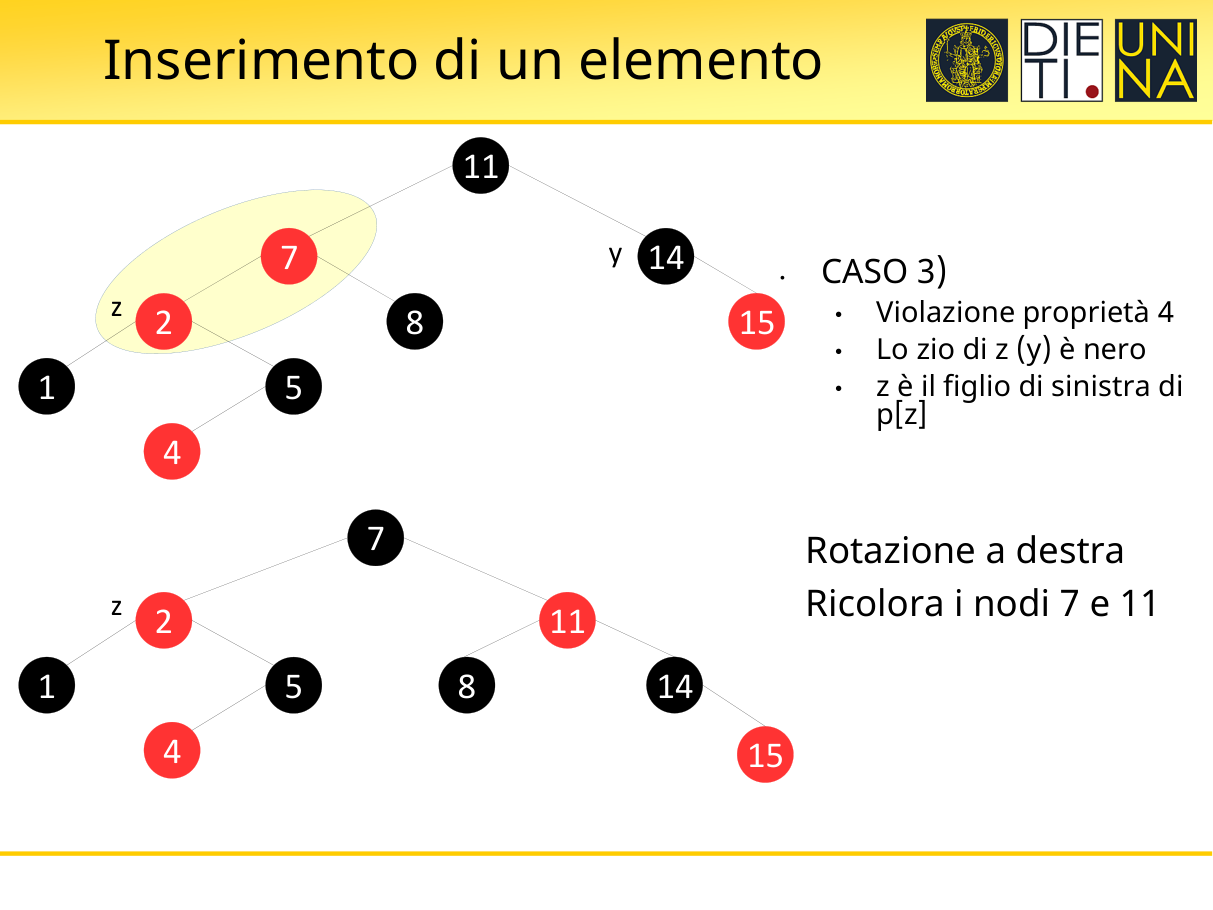 Inserimento di un elemento
DIE
TI.
UNI
NA
11
7
y
14
z
2
8
15
1
5
4
• CASO 3)
• Violazione proprietà 4
• Lo zio di z (y) è nero
• z è il figlio di sinistra di
p[z]
7
z
2
11
1
5
8
14
4
15
Rotazione a destra
Ricolora i nodi 7 e 11